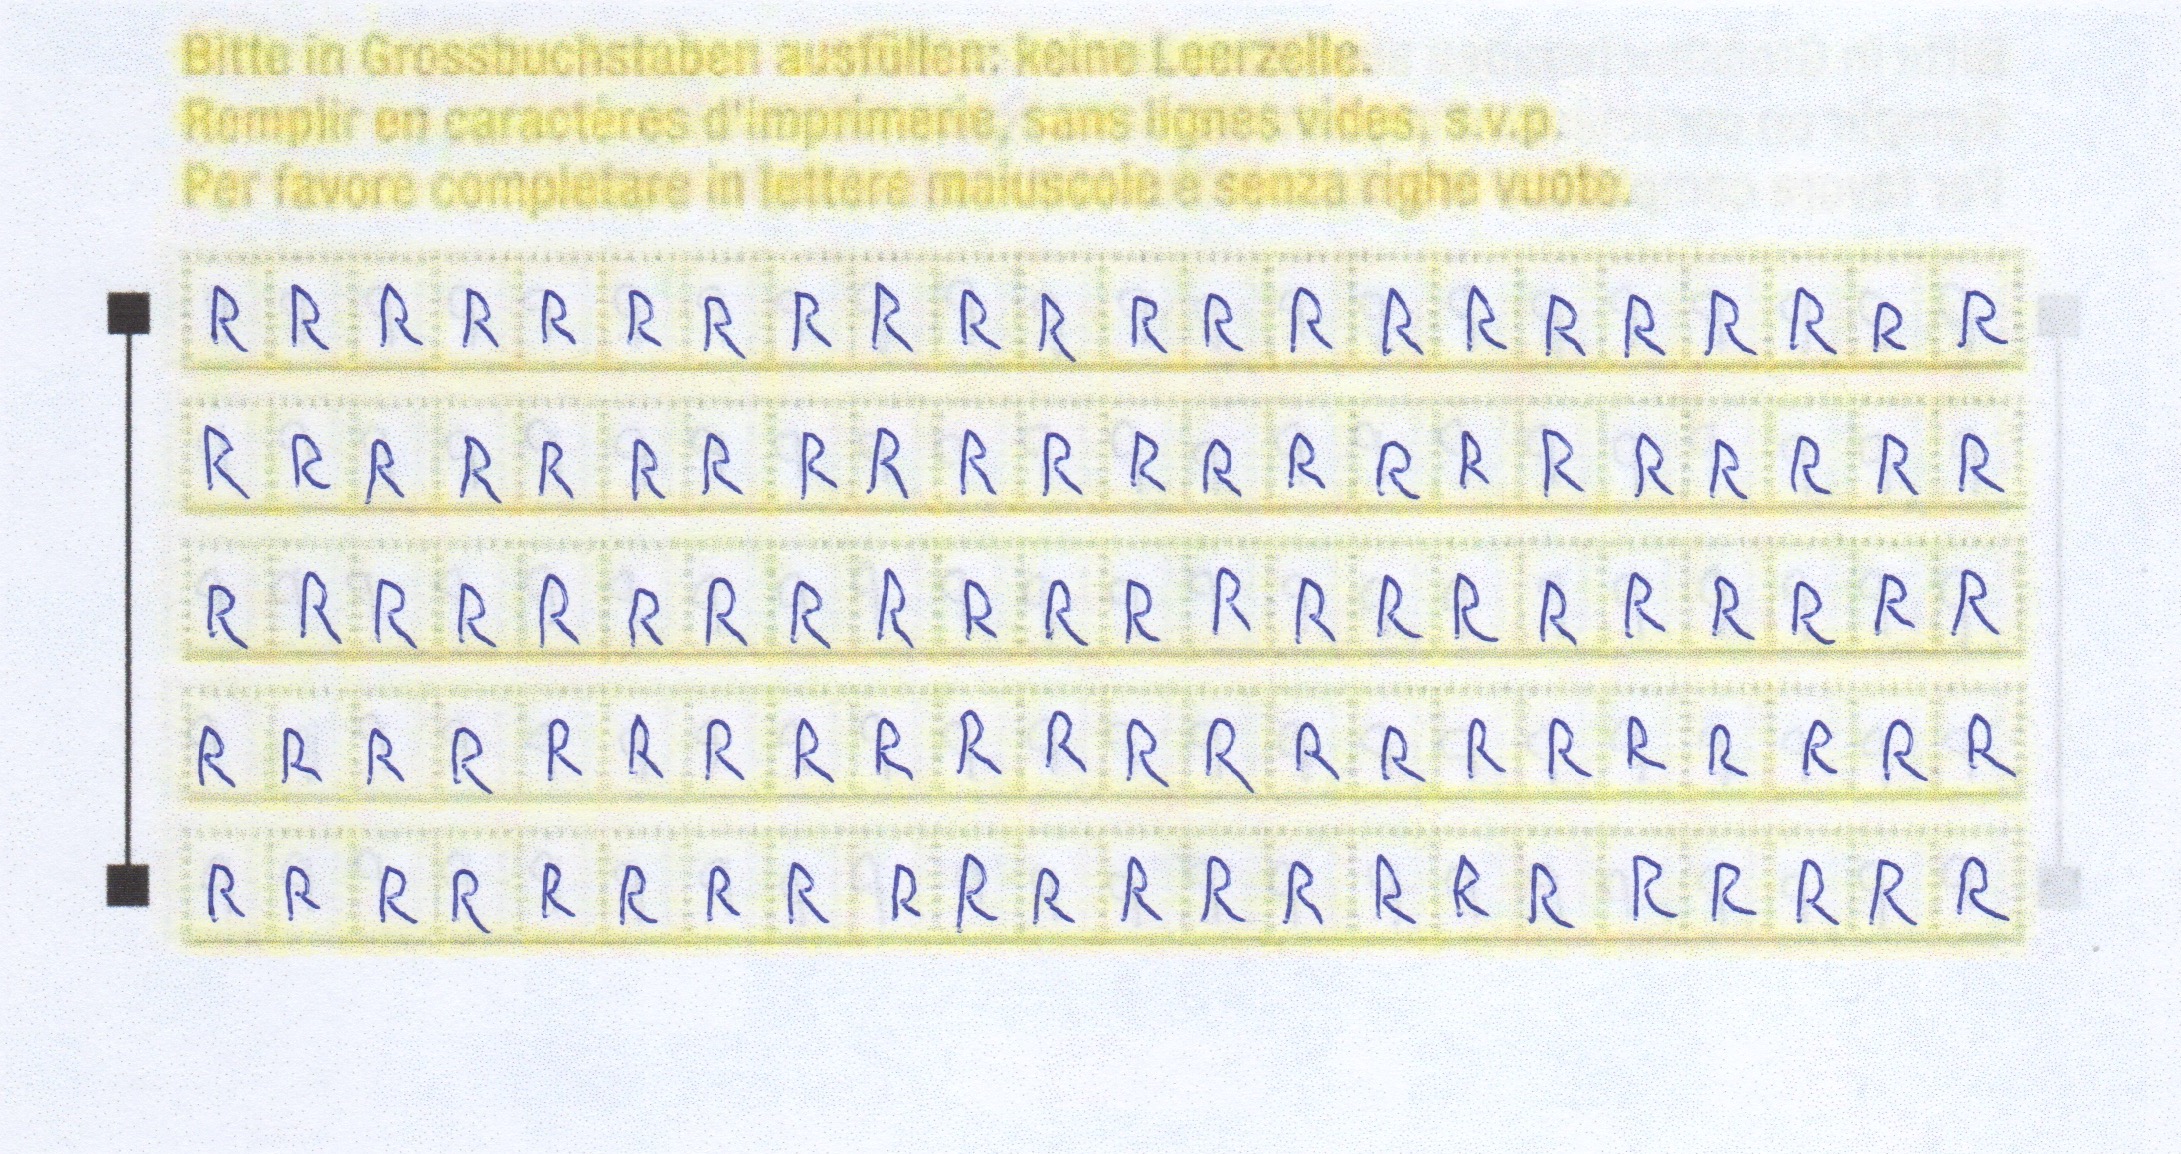 Bitte in Grossbuchstaben ausfüllen: keine Leerzeile.
Remplir en caractères d'imprimerie, sans lignes vides, s.v.p.
Per favore completare in lettere maiuscole e senza righe vuote.
R R R R R R R R R R R R R R R R R R R R R R
R R R R R R R R R R R R R R R R R R R R R R
R R R R R R R R R R R R R R R R R R R R R R
R R R R R R R R R R R R R R R R R R R R R R
R R R R R R R R R R R R R R R R R R R R R R